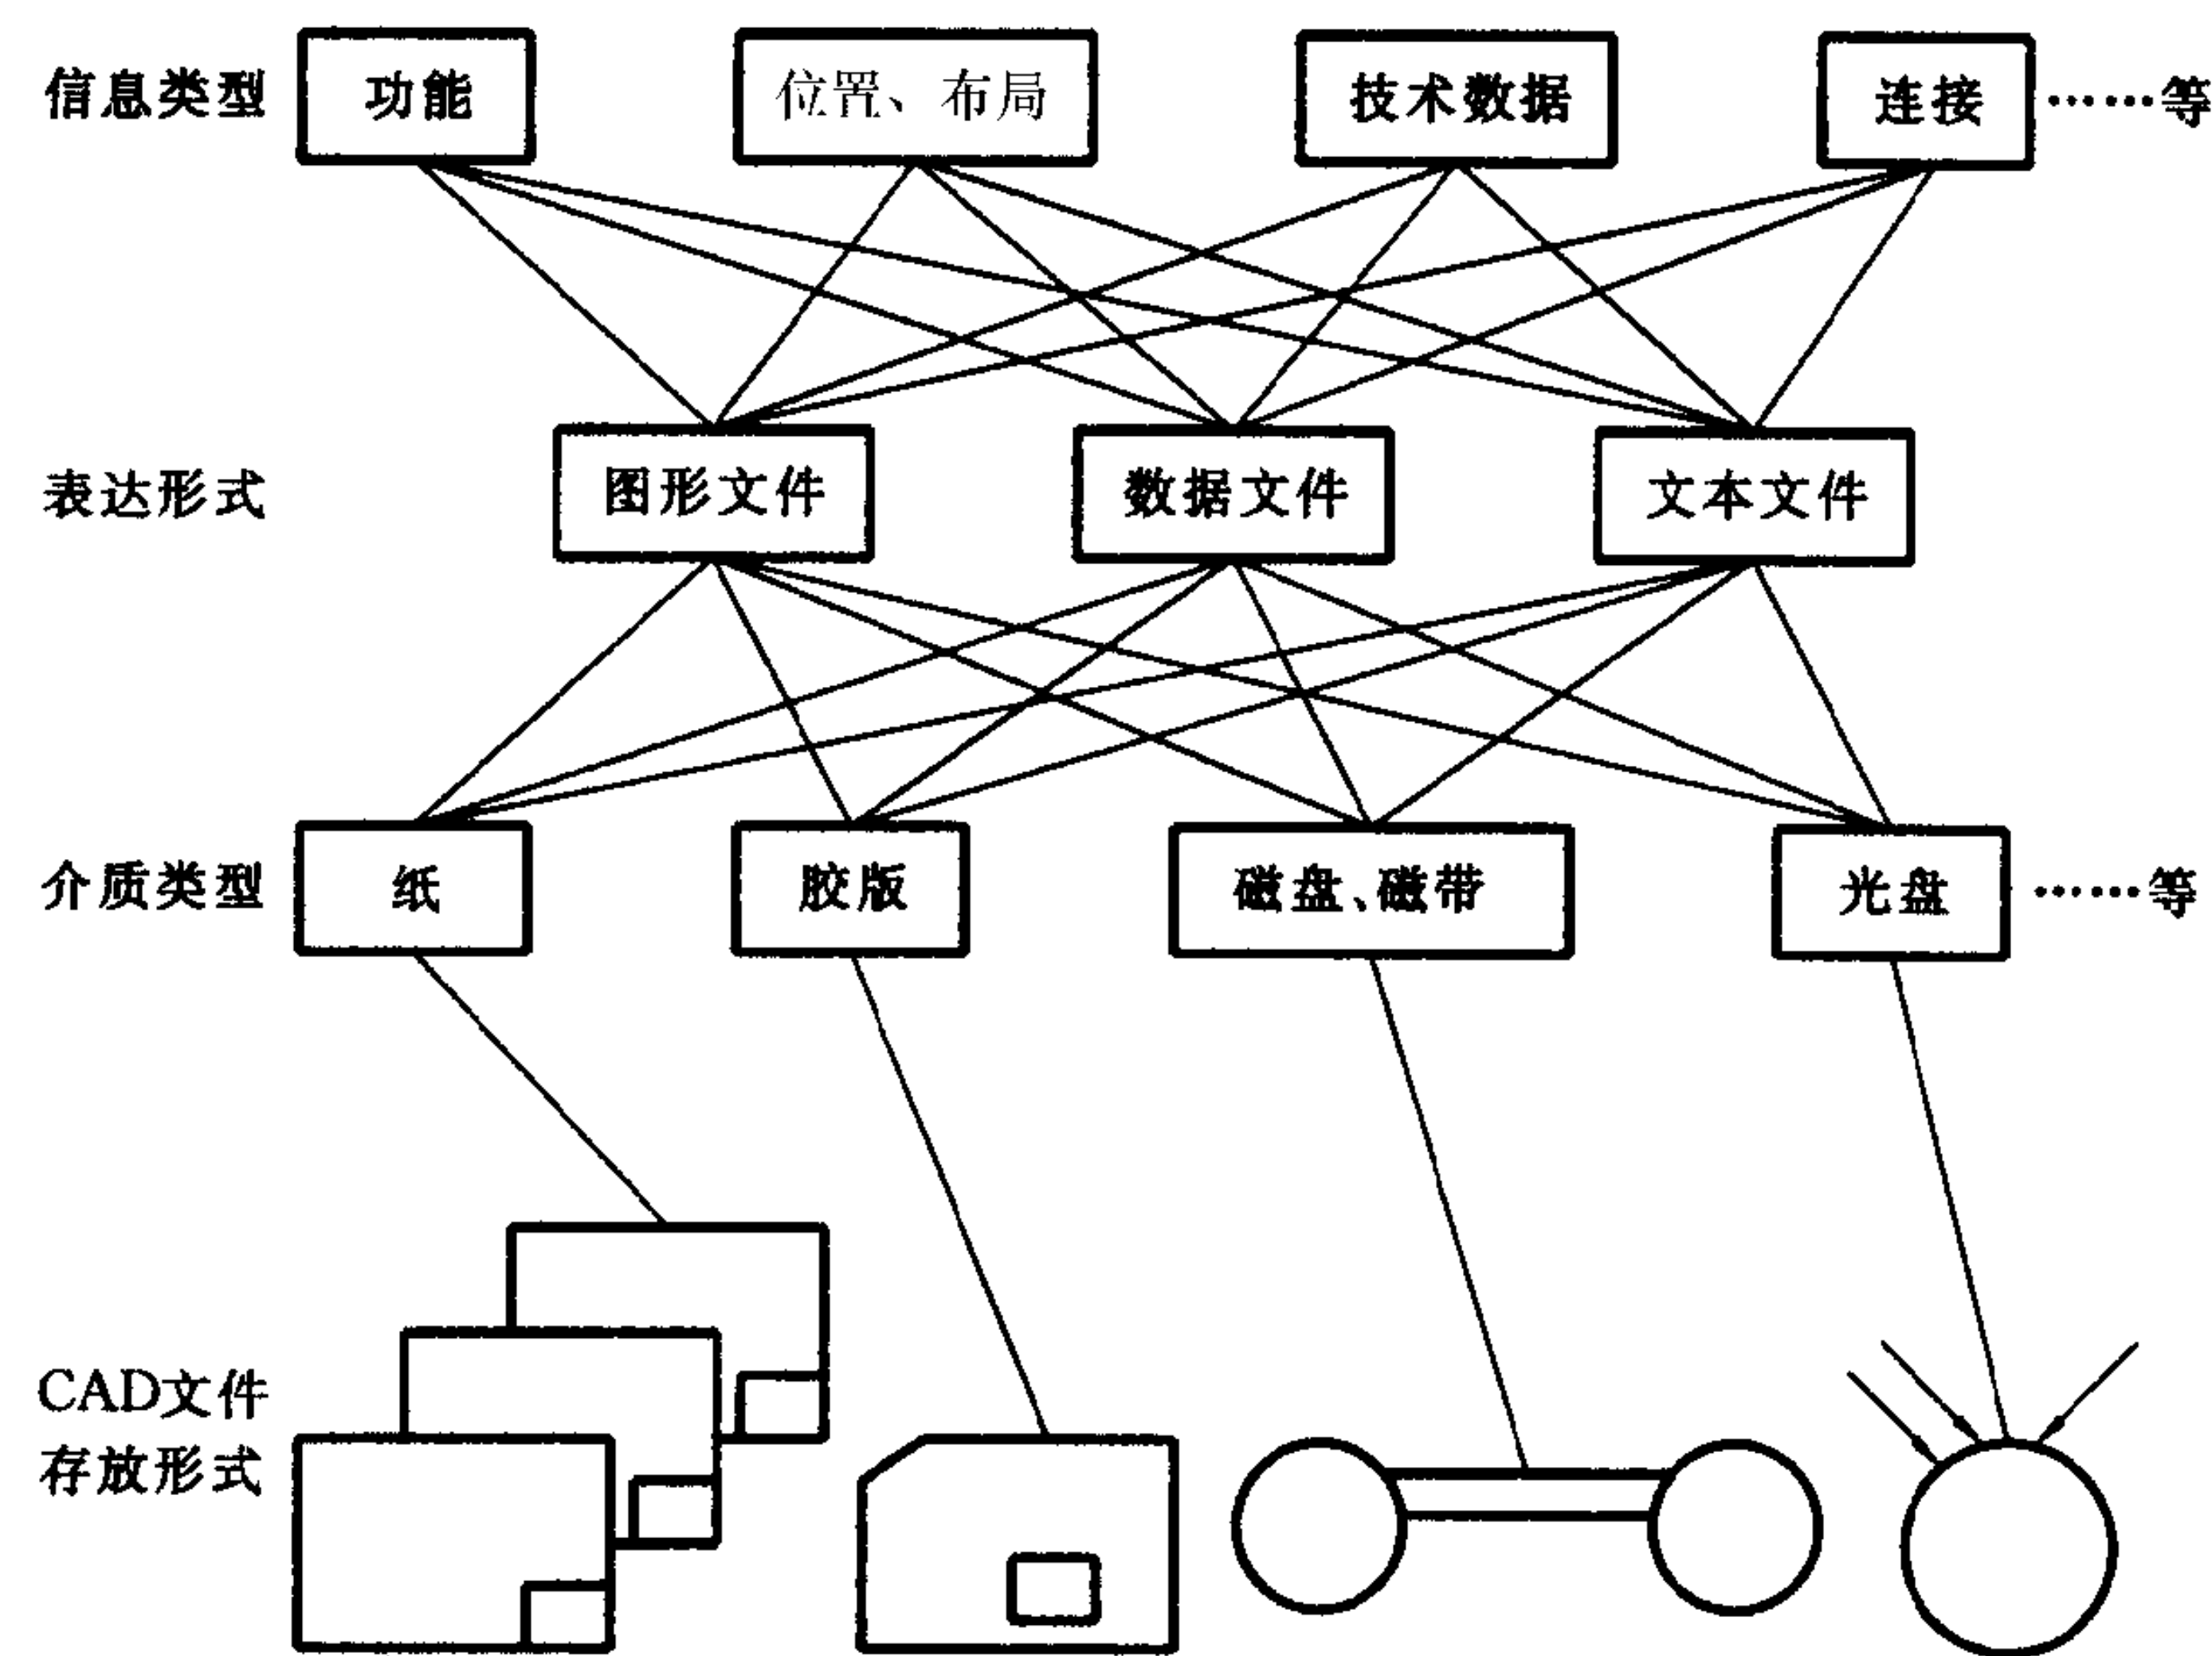 信息类型 功能 位置、布局 技术数据 连接 ……等
表达形式 图形文件 数据文件 文本文件
介质类型 纸 胶版 磁盘、磁带 光盘 ……等
CAD文件
存放形式